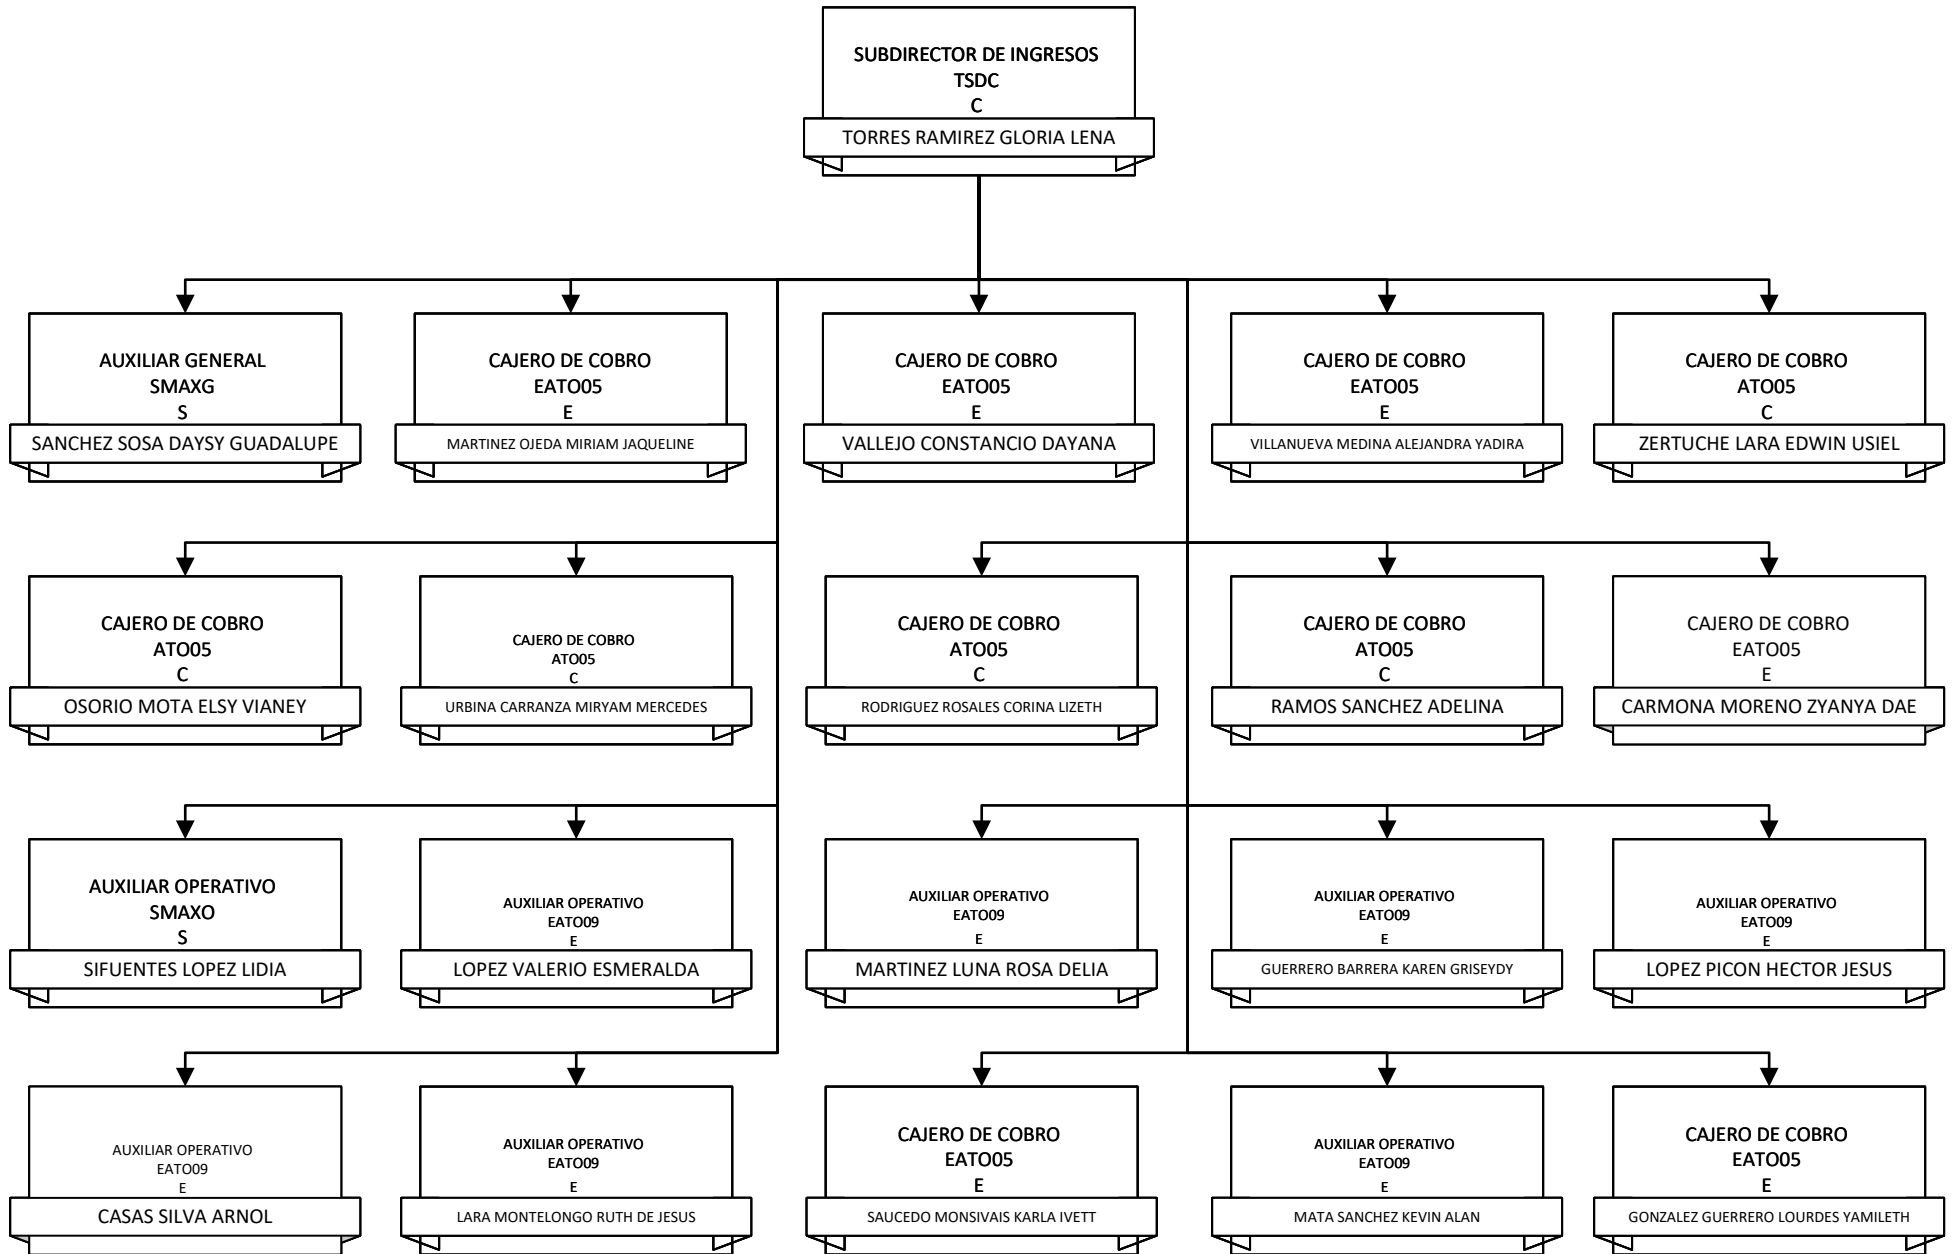 SUBDIRECTOR DE INGRESOS
TSDC
C
TORRES RAMIREZ GLORIA LENA
AUXILIAR GENERAL
SMAXG
S
SANCHEZ SOSA DAYSY GUADALUPE
CAJERO DE COBRO
EATO05
E
MARTINEZ OJEDA MIRIAM JAQUELINE
CAJERO DE COBRO
EATO05
E
VALLEJO CONSTANCIO DAYANA
CAJERO DE COBRO
EATO05
E
VILLANUEVA MEDINA ALEJANDRA YADIRA
CAJERO DE COBRO
ATO05
C
ZERTUCHE LARA EDWIN USIEL
CAJERO DE COBRO
ATO05
C
OSORIO MOTA ELSY VIANEY
CAJERO DE COBRO
ATO05
C
URBINA CARRANZA MIRYAM MERCEDES
CAJERO DE COBRO
ATO05
C
RODRIGUEZ ROSALES CORINA LIZETH
CAJERO DE COBRO
ATO05
C
RAMOS SANCHEZ ADELINA
CAJERO DE COBRO
EATO05
E
CARMONA MORENO ZYANYA DAE
AUXILIAR OPERATIVO
SMAXO
S
SIFUENTES LOPEZ LIDIA
AUXILIAR OPERATIVO
EATO09
E
LOPEZ VALERIO ESMERALDA
AUXILIAR OPERATIVO
EATO09
E
MARTINEZ LUNA ROSA DELIA
AUXILIAR OPERATIVO
EATO09
E
GUERRERO BARRERA KAREN GRISEYDY
AUXILIAR OPERATIVO
EATO09
E
LOPEZ PICON HECTOR JESUS
AUXILIAR OPERATIVO
EATO09
E
CASAS SILVA ARNOL
AUXILIAR OPERATIVO
EATO09
E
LARA MONTELONGO RUTH DE JESUS
CAJERO DE COBRO
EATO05
E
SAUCEDO MONSIVAIS KARLA IVETT
AUXILIAR OPERATIVO
EATO09
E
MATA SANCHEZ KEVIN ALAN
CAJERO DE COBRO
EATO05
E
GONZALEZ GUERRERO LOURDES YAMILETH